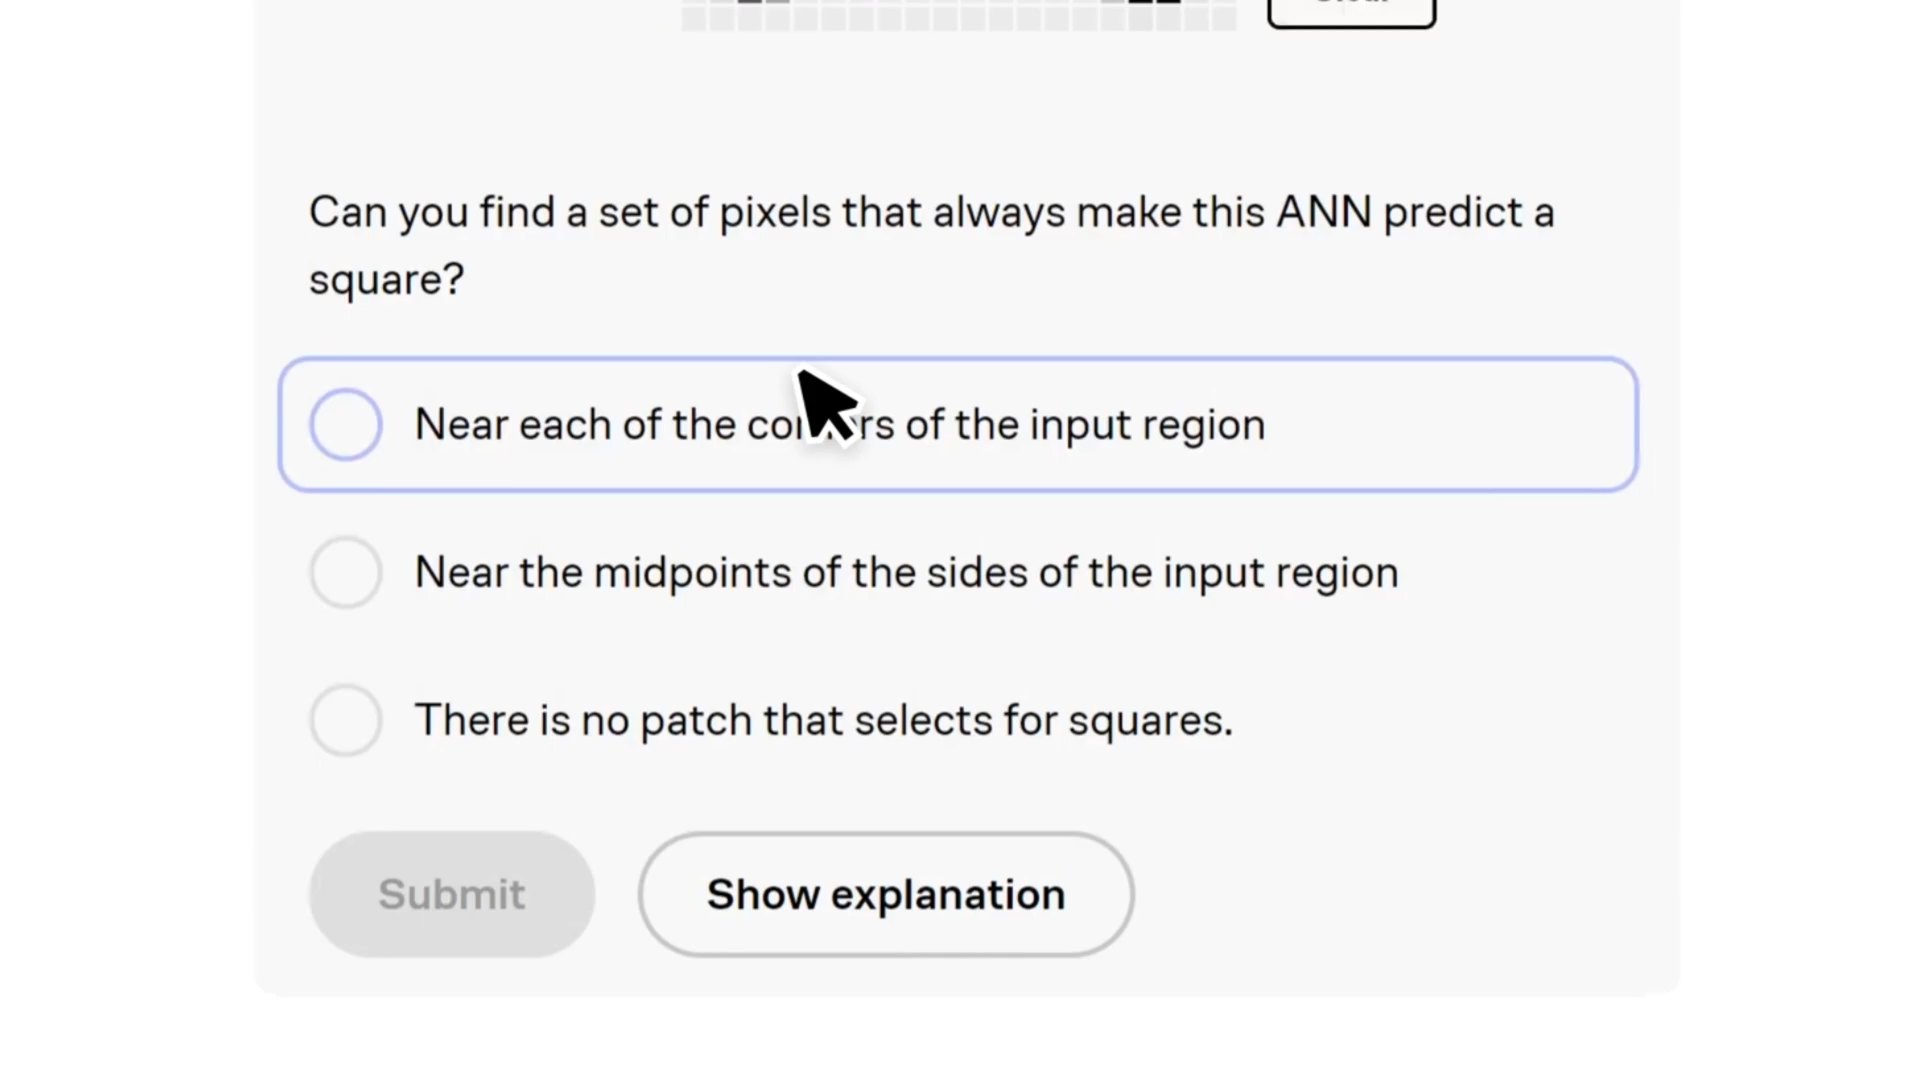 Can you find a set of pixels that always make this ANN predict a
square?
Near each of the corners of the input region
Near the midpoints of the sides of the input region
There is no patch that selects for squares.
Submit
Show explanation